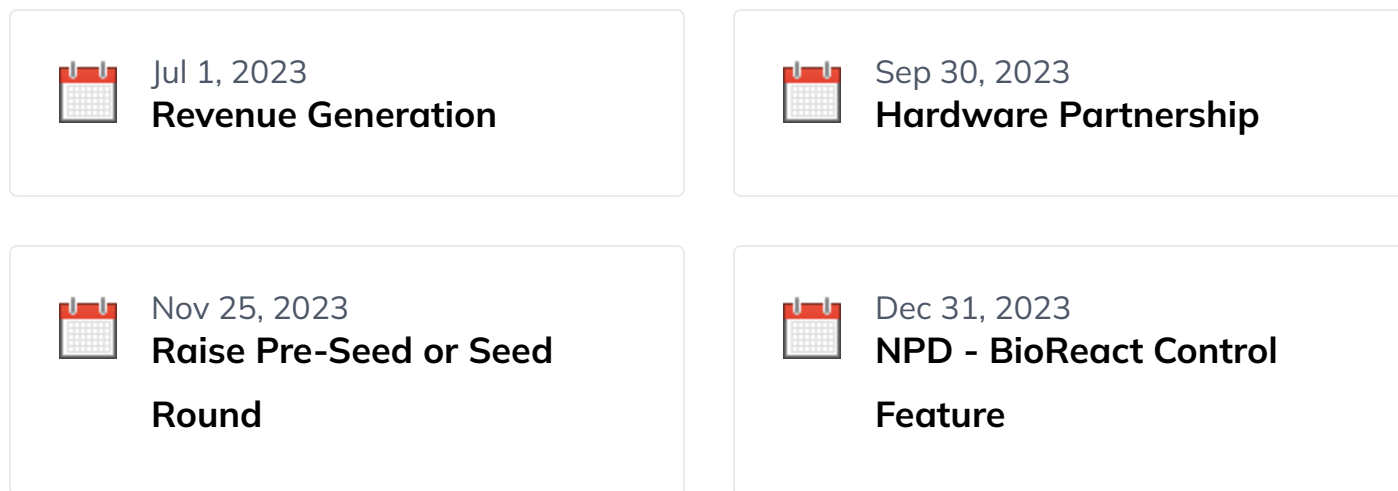 Jul 1, 2023
Revenue Generation
Sep 30, 2023
Hardware Partnership
Nov 25, 2023
Raise Pre-Seed or Seed
Round
Dec 31, 2023
NPD - BioReact Control
Feature